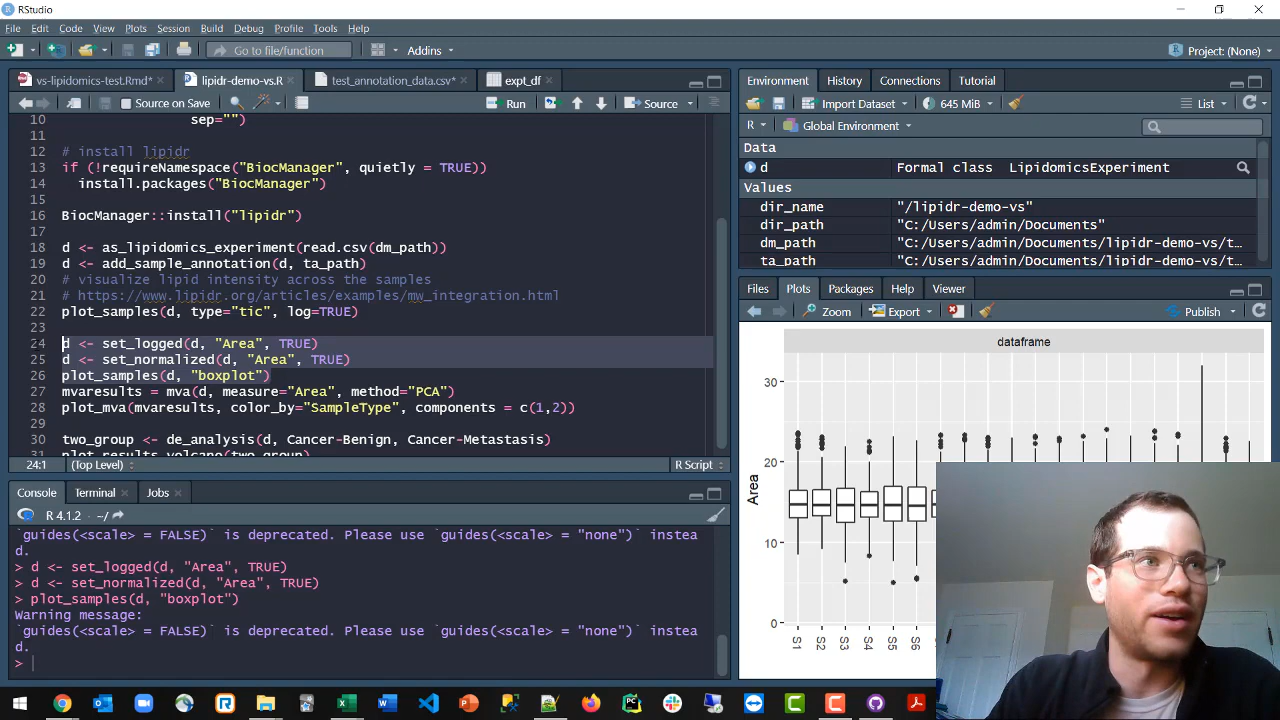 RStudio
File Edit Code View Plots Session Build Debug Profile Tools Help
Go to file/function Addins Project: (None)
vs-lipidomics-test.Rmd* lipidr-demo-vs.R test_annotation_data.csv* expt_df
Source on Save Run Source
10 sep="")
11
12 # install lipidr
13 if (!requireNamespace("BiocManager", quietly = TRUE))
14 install.packages("BiocManager")
15
16 BiocManager::install("lipidr")
17
18 d <- as_lipidomics_experiment(read.csv(dm_path))
19 d <- add_sample_annotation(d, ta_path)
20 # visualize lipid intensity across the samples
21 # https://www.lipidr.org/articles/examples/mw_integration.html
22 plot_samples(d, type="tic", log=TRUE)
23
24 d <- set_logged(d, "Area", TRUE)
25 d <- set_normalized(d, "Area", TRUE)
26 plot_samples(d, "boxplot")
27 mvaresults = mva(d, measure="Area", method="PCA")
28 plot_mva(mvaresults, color_by="SampleType", components = c(1,2))
29
30 two_group <- de_analysis(d, Cancer-Benign, Cancer-Metastasis)
31 plot_results_volcano(two_group)
24:1 (Top Level) R Script
Console Terminal Jobs
R 4.1.2 · ~/
`guides(<scale> = FALSE)` is deprecated. Please use `guides(<scale> = "none")` instea
d.
> d <- set_logged(d, "Area", TRUE)
> d <- set_normalized(d, "Area", TRUE)
> plot_samples(d, "boxplot")
Warning message:
`guides(<scale> = FALSE)` is deprecated. Please use `guides(<scale> = "none")` instea
d.
>
Environment History Connections Tutorial
Import Dataset 645 MiB List
R Global Environment
Data
d Formal class LipidomicsExperiment
Values
dir_name "/lipidr-demo-vs"
dir_path "C:/Users/admin/Documents"
dm_path "C:/Users/admin/Documents/lipidr-demo-vs/t…
ta_path "C:/Users/admin/Documents/lipidr-demo-vs/t…
Files Plots Packages Help Viewer
Zoom Export Publish
dataframe
30
20
10
0
Area
S1 S2 S3 S4 S5 S6